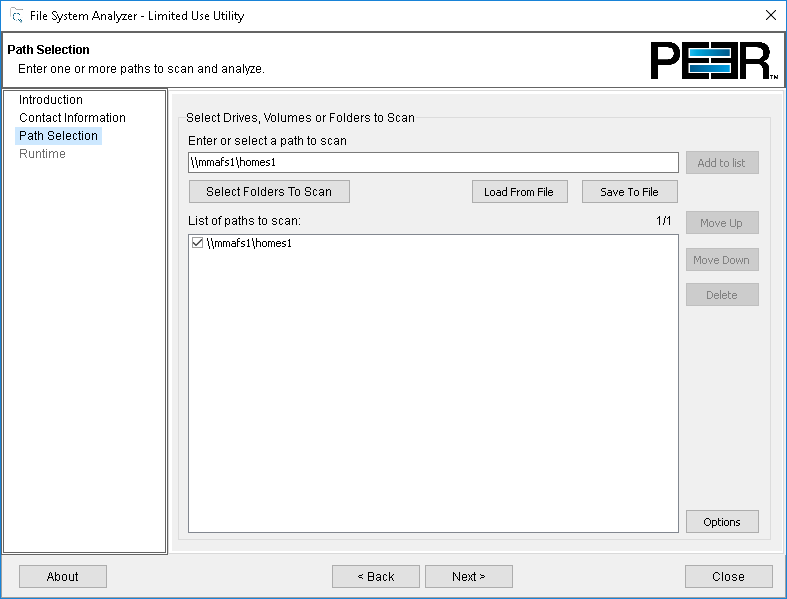 File System Analyzer - Limited Use Utility
Path Selection
Enter one or more paths to scan and analyze.
PEER™
Introduction
Contact Information
Path Selection
Runtime
Select Drives, Volumes or Folders to Scan
Enter or select a path to scan
\\mmafs1\homes1
Add to list
Select Folders To Scan
Load From File
Save To File
List of paths to scan:
1/1
Move Up
\\mmafs1\homes1
Move Down
Delete
Options
About
< Back
Next >
Close